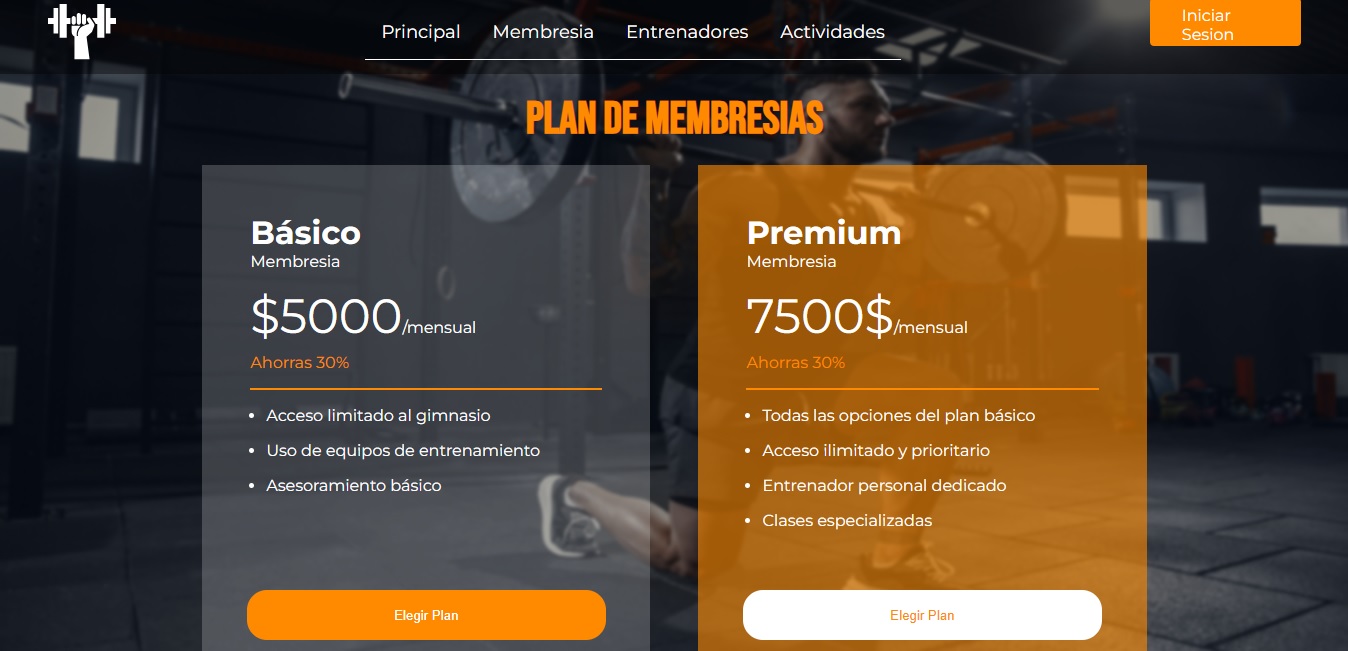 Principal Membresia Entrenadores Actividades
Iniciar
Sesion
PLAN DE MEMBRESIAS
Básico
Membresia
$5000/mensual
Ahorras 30%
• Acceso limitado al gimnasio
• Uso de equipos de entrenamiento
• Asesoramiento básico
Elegir Plan
Premium
Membresia
7500$/mensual
Ahorras 30%
• Todas las opciones del plan básico
• Acceso ilimitado y prioritario
• Entrenador personal dedicado
• Clases especializadas
Elegir Plan